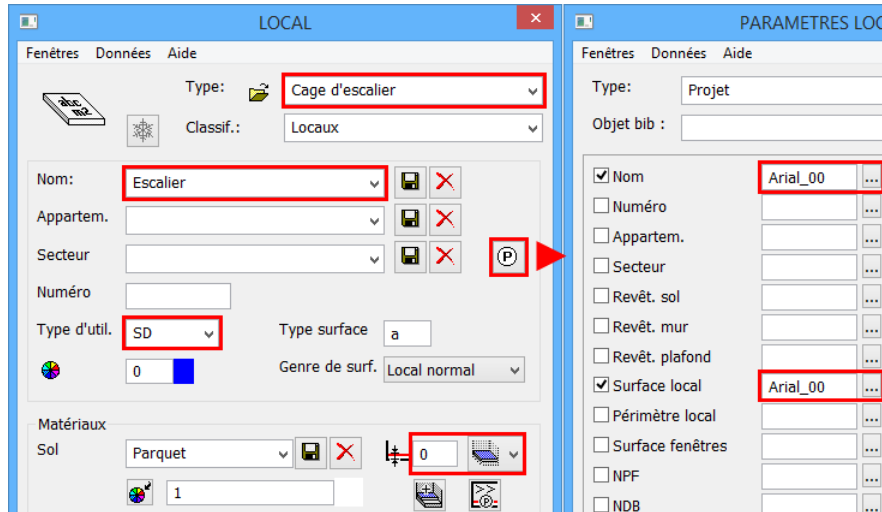 LOCAL
Fenêtres Données Aide
abc
m2
Type: Cage d'escalier
Classif.: Locaux
Nom: Escalier
Appartem.
Secteur
P
Numéro
Type d'util. SD Type surface a
0 Genre de surf. Local normal
Matériaux
Sol Parquet 0
1
>> P
PARAMETRES LOC
Fenêtres Données Aide
Type: Projet
Objet bib :
Nom Arial_00 ...
Numéro ...
Appartem. ...
Secteur ...
Revêt. sol ...
Revêt. mur ...
Revêt. plafond ...
Surface local Arial_00 ...
Périmètre local ...
Surface fenêtres ...
NPF ...
NDB ...